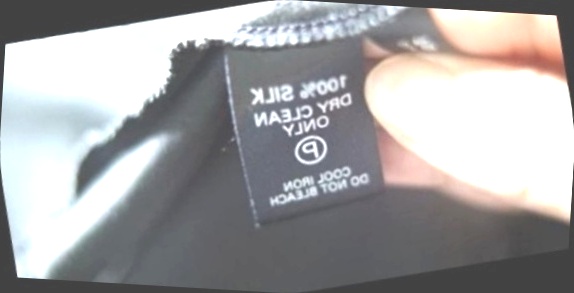 100% SILK
DRY CLEAN
ONLY
P
COOL IRON
DO NOT BLEACH